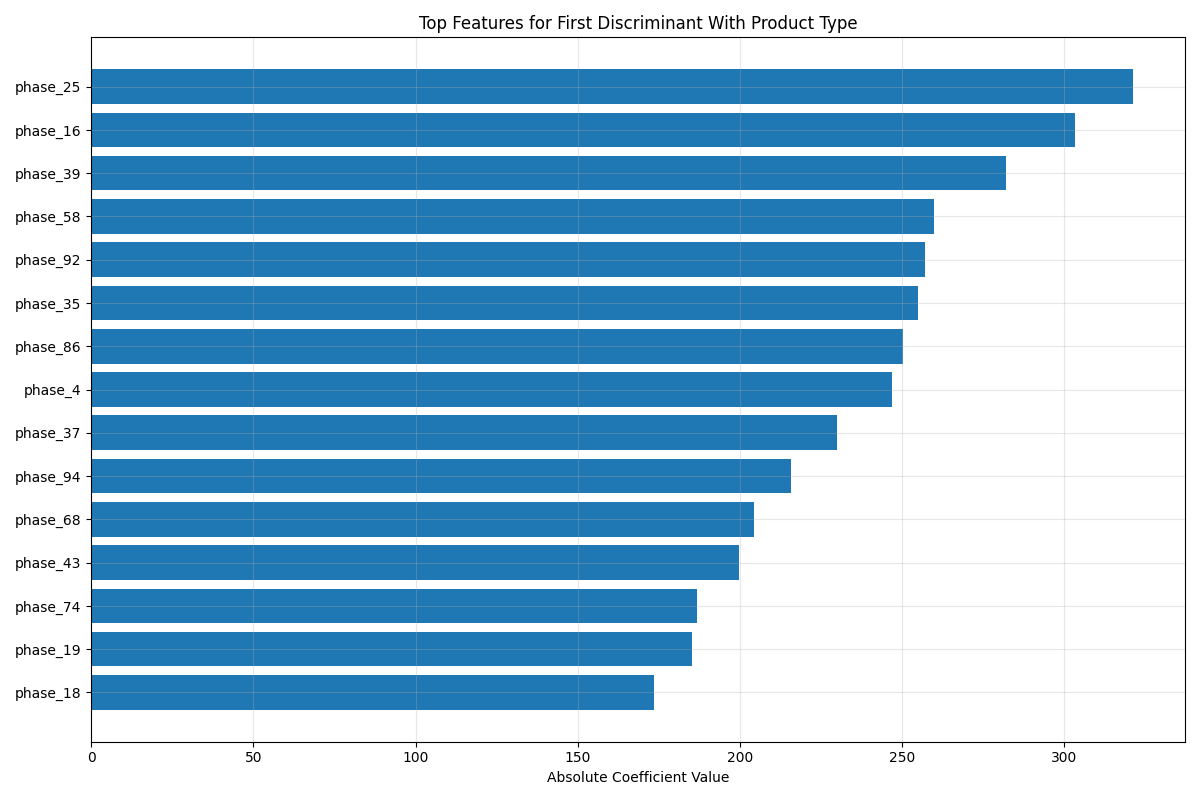 Top Features for First Discriminant With Product Type
phase_25
phase_16
phase_39
phase_58
phase_92
phase_35
phase_86
phase_4
phase_37
phase_94
phase_68
phase_43
phase_74
phase_19
phase_18
0 50 100 150 200 250 300
Absolute Coefficient Value